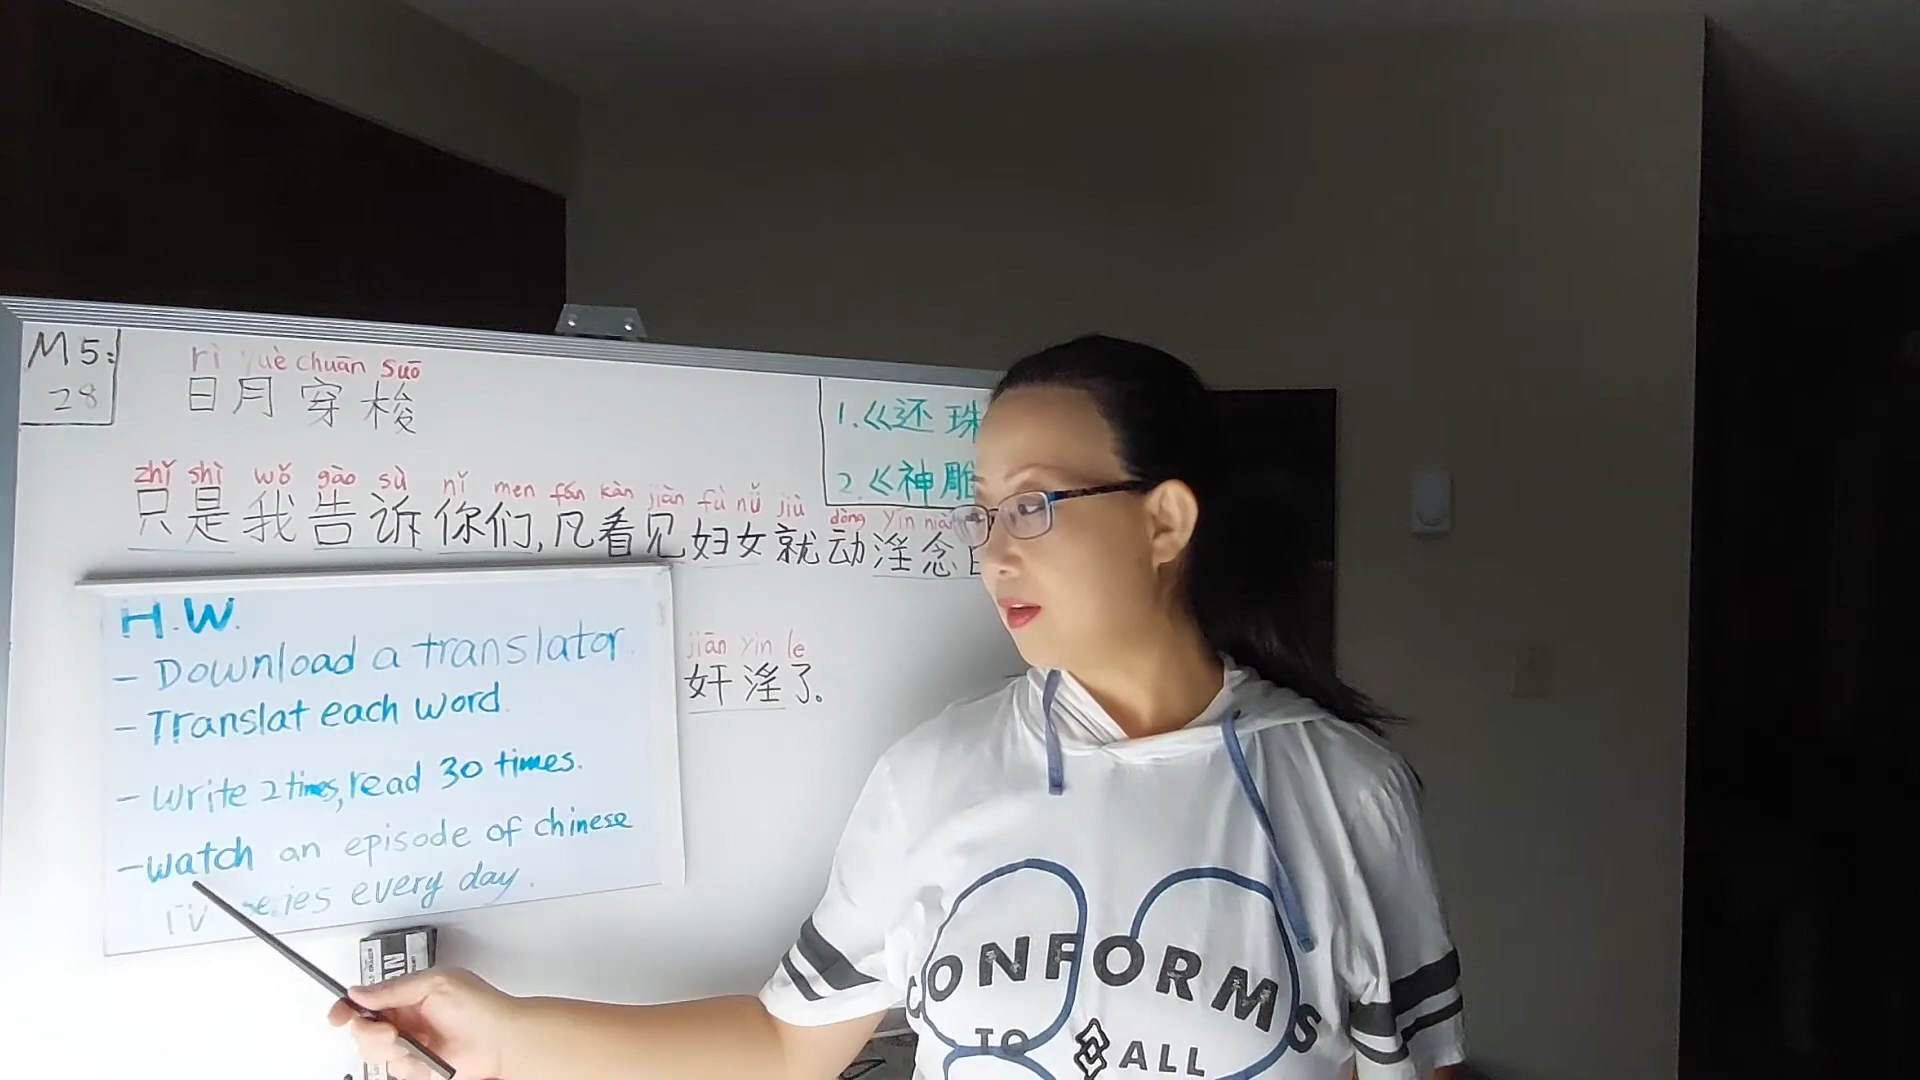 M 5:
28
rì yuè chuān suō
日月穿梭
1.《还珠
2.《神雕
zhǐ shì wǒ gào sù nǐ men fán kàn jiàn fù nǚ jiù dòng yín niàn
只是我告诉你们,凡看见妇女就动淫念
jiān yín le
奸淫了。
H.W.
- Download a translator.
- Translat each word.
- Write 2 times, read 30 times.
- Watch an episode of chinese
every day.
CONFORMS
TO ALL